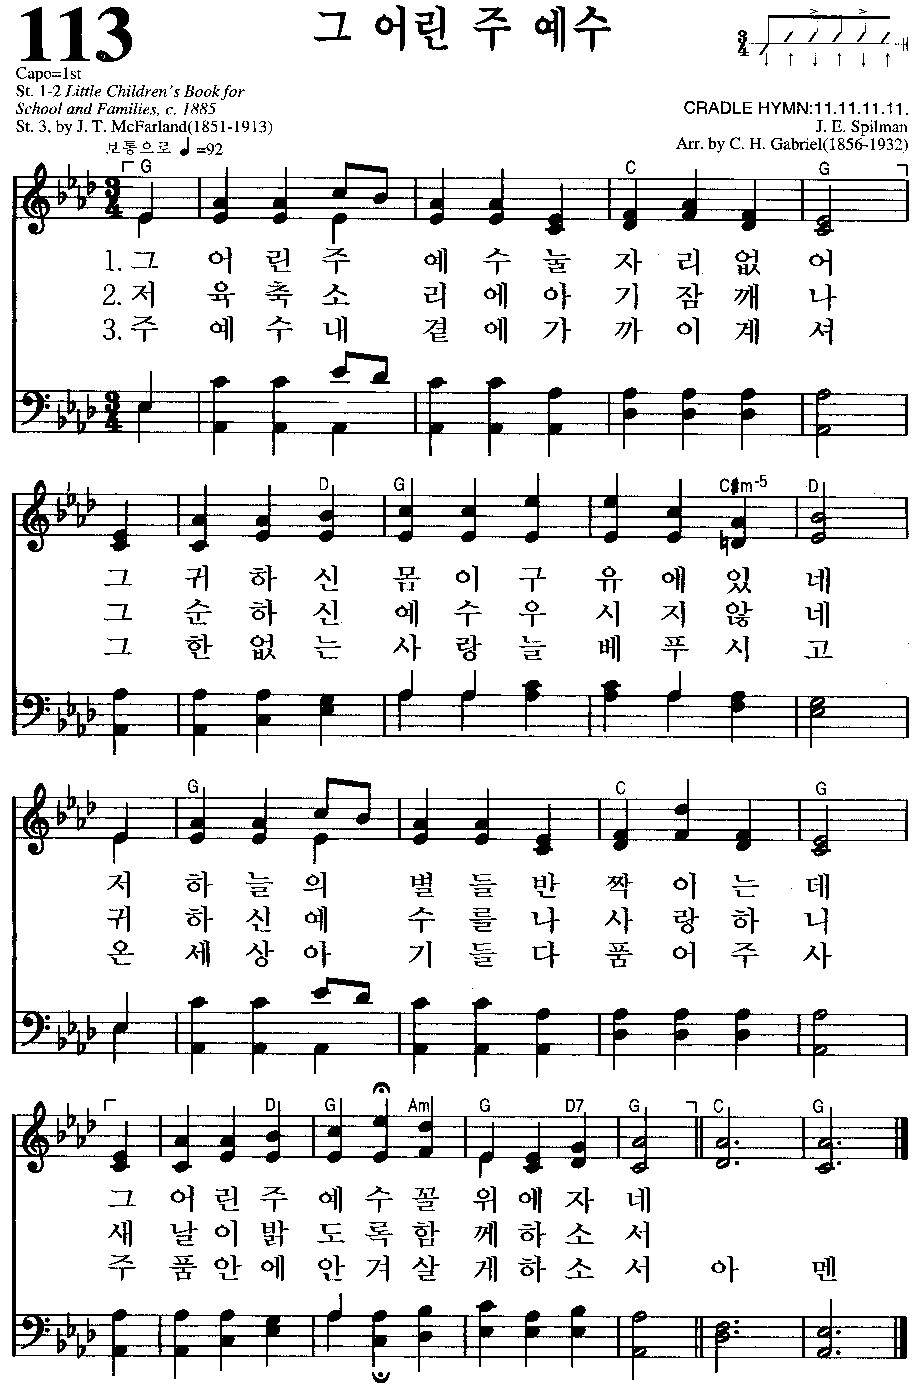 113
그 어린 주 예수
3/4
Capo=1st
St. 1-2 Little Children's Book for
School and Families, c. 1885
St. 3, by J. T. McFarland(1851-1913)
CRADLE HYMN:11.11.11.11.
J. E. Spilman
Arr. by C. H. Gabriel(1856-1932)
보통으로 ♩=92
G C G
1. 그 어 린 주 예 수 눌 자 리 없 어
2. 저 육 축 소 리 에 아 기 잠 깨 나
3. 주 예 수 내 곁 에 가 까 이 계 셔
D G C#m-5 D
그 귀 하 신 몸 이 구 유 에 있 네
그 순 하 신 예 수 우 시 지 않 네
그 한 없 는 사 랑 늘 베 푸 시 고
G C G
저 하 늘 의 별 들 반 짝 이 는 데
귀 하 신 예 수 를 나 사 랑 하 니
온 세 상 아 기 들 다 품 어 주 사
D G Am G D7 G C G
그 어 린 주 예 수 꼴 위 에 자 네
새 날 이 밝 도 록 함 께 하 소 서
주 품 안 에 안 겨 살 게 하 소 서 아 멘